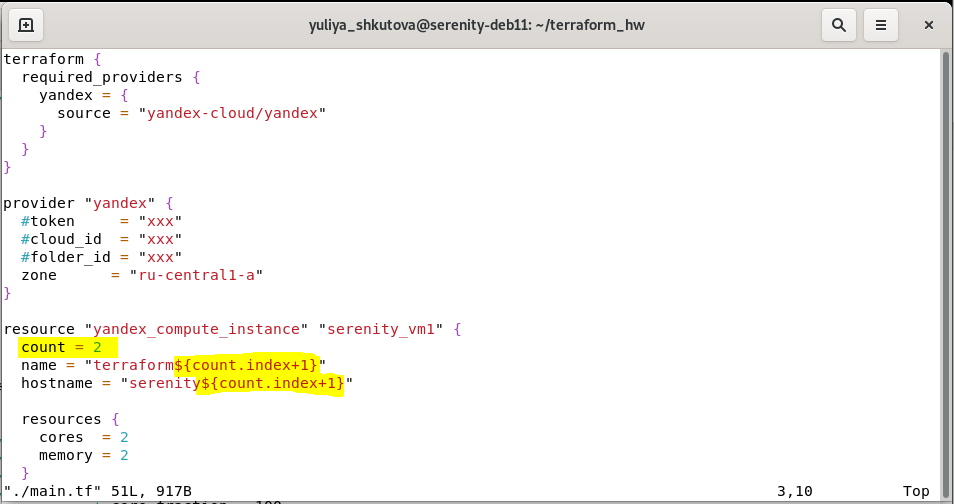 yuliya_shkutova@serenity-deb11: ~/terraform_hw
terraform {
  required_providers {
    yandex = {
      source = "yandex-cloud/yandex"
    }
  }
}

provider "yandex" {
  #token     = "xxx"
  #cloud_id  = "xxx"
  #folder_id = "xxx"
  zone      = "ru-central1-a"
}

resource "yandex_compute_instance" "serenity_vm1" {
  count = 2
  name = "terraform${count.index+1}"
  hostname = "serenity${count.index+1}"

  resources {
    cores  = 2
    memory = 2
  }
"./main.tf" 51L, 917B 3,10 Top